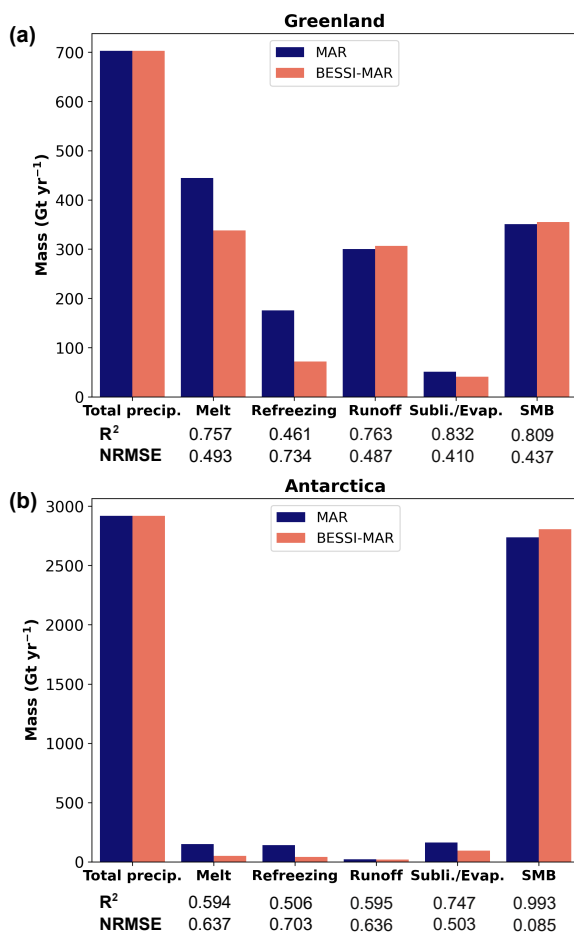 (a)
Greenland
MAR
BESSI-MAR
Mass (Gt yr⁻¹)
700
600
500
400
300
200
100
0
Total precip. Melt Refreezing Runoff Subli./Evap. SMB
R² 0.757 0.461 0.763 0.832 0.809
NRMSE 0.493 0.734 0.487 0.410 0.437
(b)
Antarctica
MAR
BESSI-MAR
Mass (Gt yr⁻¹)
3000
2500
2000
1500
1000
500
0
Total precip. Melt Refreezing Runoff Subli./Evap. SMB
R² 0.594 0.506 0.595 0.747 0.993
NRMSE 0.637 0.703 0.636 0.503 0.085